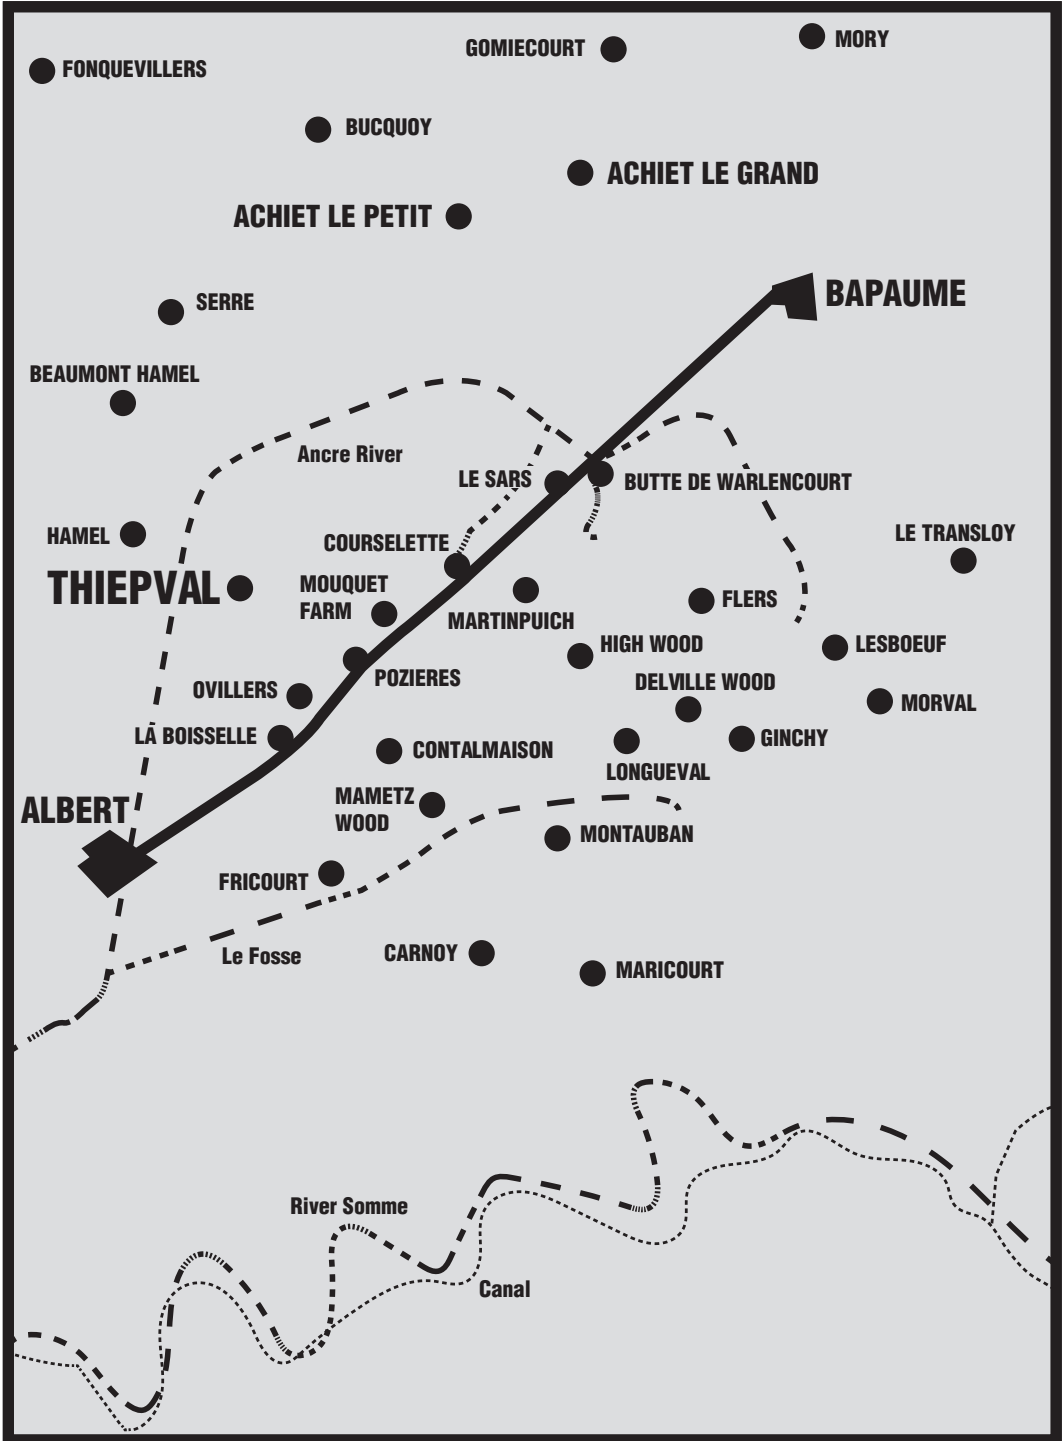 GOMIECOURT
MORY
FONQUEVILLERS
BUCQUOY
ACHIET LE GRAND
ACHIET LE PETIT
BAPAUME
SERRE
BEAUMONT HAMEL
Ancre River
LE SARS
BUTTE DE WARLENCOURT
HAMEL
COURSELETTE
LE TRANSLOY
THIEPVAL
MOUQUET
FARM
MARTINPUICH
FLERS
HIGH WOOD
LESBOEUF
POZIERES
DELVILLE WOOD
OVILLERS
MORVAL
LA BOISSELLE
CONTALMAISON
GINCHY
LONGUEVAL
ALBERT
MAMETZ
WOOD
MONTAUBAN
FRICOURT
Le Fosse
CARNOY
MARICOURT
River Somme
Canal